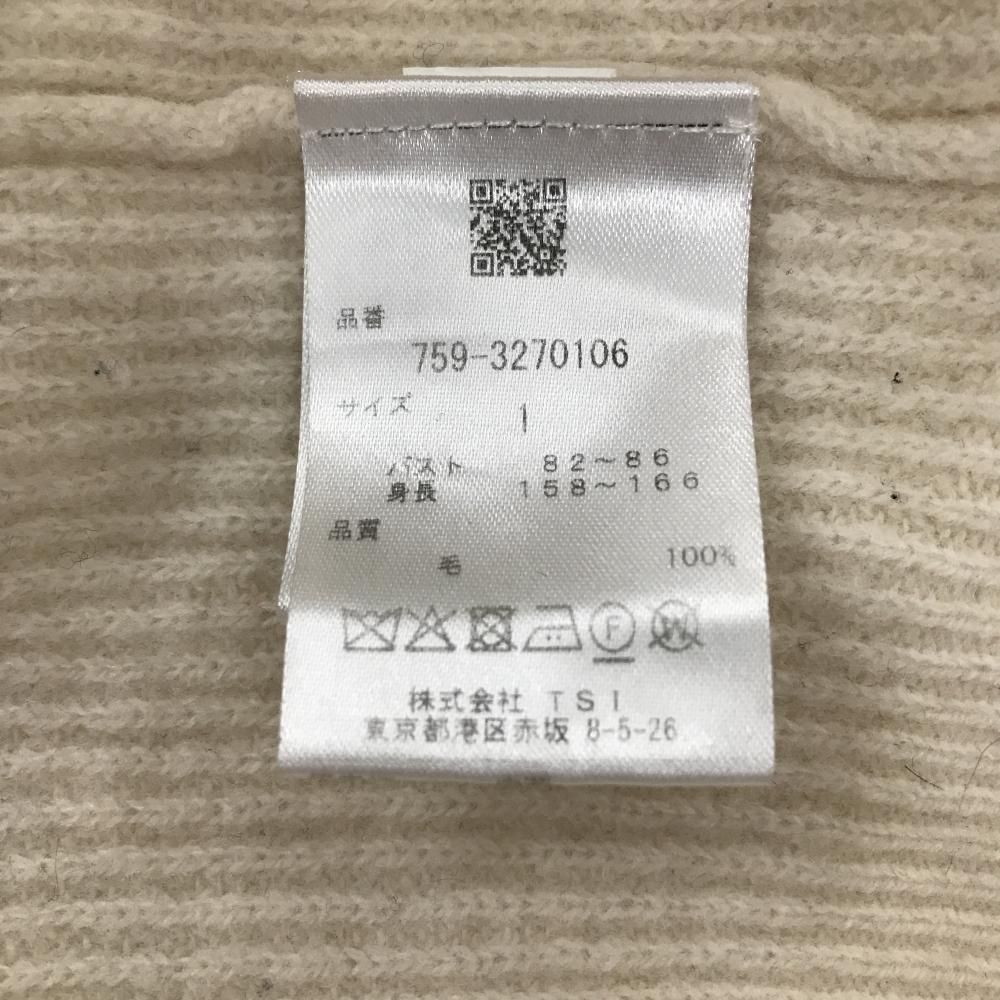 品番
759-3270106
サイズ 1
バスト 82～86
身長 158～166
品質
毛 100%
F W
株式会社 TSI
東京都港区赤坂 8-5-26